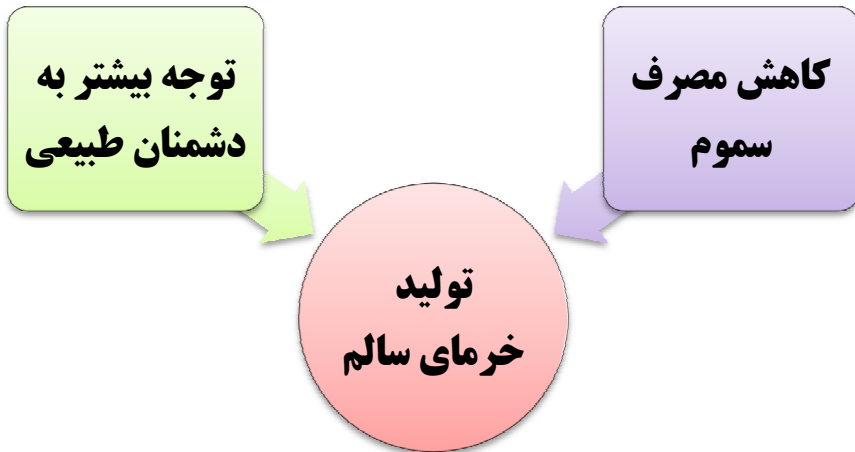 کاهش مصرف
سموم
توجه بیشتر به
دشمنان طبیعی
تولید
خرمای سالم